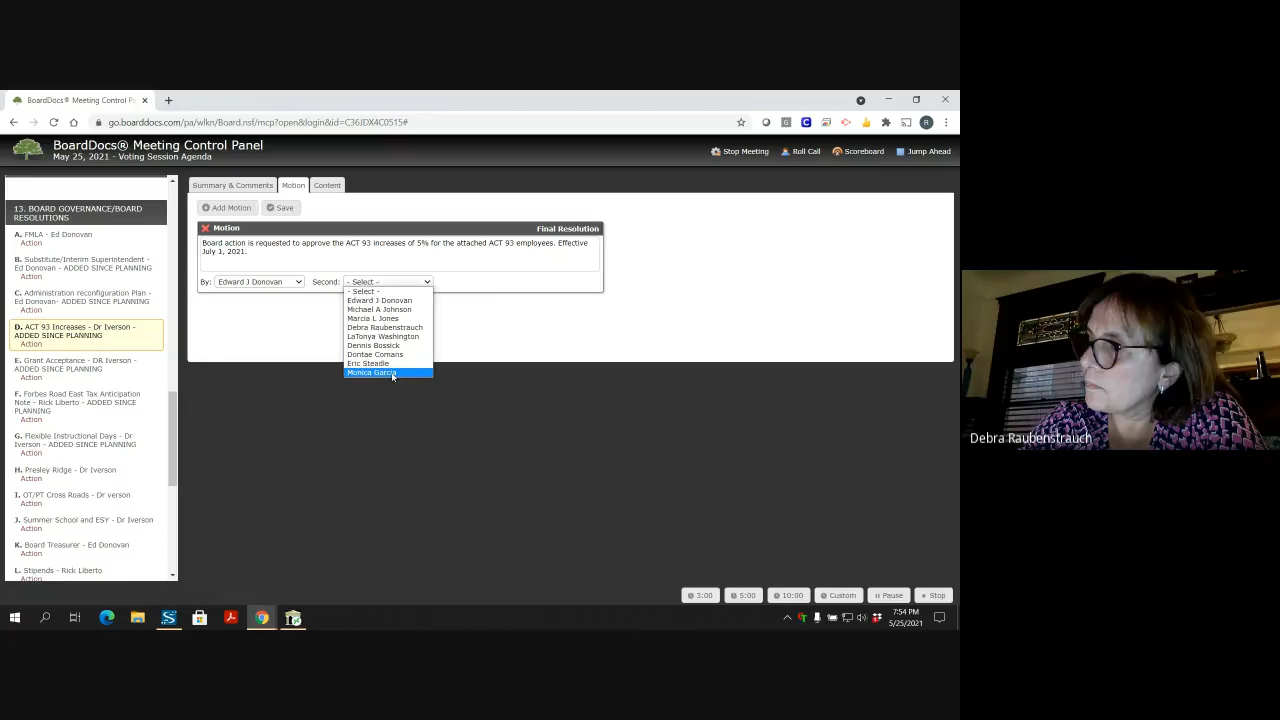 BoardDocs® Meeting Control Pa
go.boarddocs.com/pa/wlkn/Board.nsf/mcp?open&login&id=C36JDX4C0515#
BoardDocs® Meeting Control Panel
May 25, 2021 - Voting Session Agenda
Stop Meeting
Roll Call
Scoreboard
Jump Ahead
13. BOARD GOVERNANCE/BOARD
RESOLUTIONS
A. FMLA - Ed Donovan
Action
B. Substitute/Interim Superintendent -
Ed Donovan - ADDED SINCE PLANNING
Action
C. Administration reconfiguration Plan -
Ed Donovan- ADDED SINCE PLANNING
Action
D. ACT 93 Increases - Dr Iverson -
ADDED SINCE PLANNING
Action
E. Grant Acceptance - DR Iverson -
ADDED SINCE PLANNING
Action
F. Forbes Road East Tax Anticipation
Note - Rick Liberto - ADDED SINCE
PLANNING
Action
G. Flexible Instructional Days - Dr
Iverson - ADDED SINCE PLANNING
Action
H. Presley Ridge - Dr Iverson
Action
I. OT/PT Cross Roads - Dr verson
Action
J. Summer School and ESY - Dr Iverson
Action
K. Board Treasurer - Ed Donovan
Action
L. Stipends - Rick Liberto
Action
Summary & Comments
Motion
Content
Add Motion
Save
Motion
Final Resolution
Board action is requested to approve the ACT 93 increases of 5% for the attached ACT 93 employees. Effective
July 1, 2021.
By: Edward J Donovan
Second: - Select -
- Select -
Edward J Donovan
Michael A Johnson
Marcia L Jones
Debra Raubenstrauch
LaTonya Washington
Dennis Bossick
Dontae Comans
Eric Steadle
Monica Garcia
3:00
5:00
10:00
Custom
Pause
Stop
7:54 PM
5/25/2021
Debra Raubenstrauch